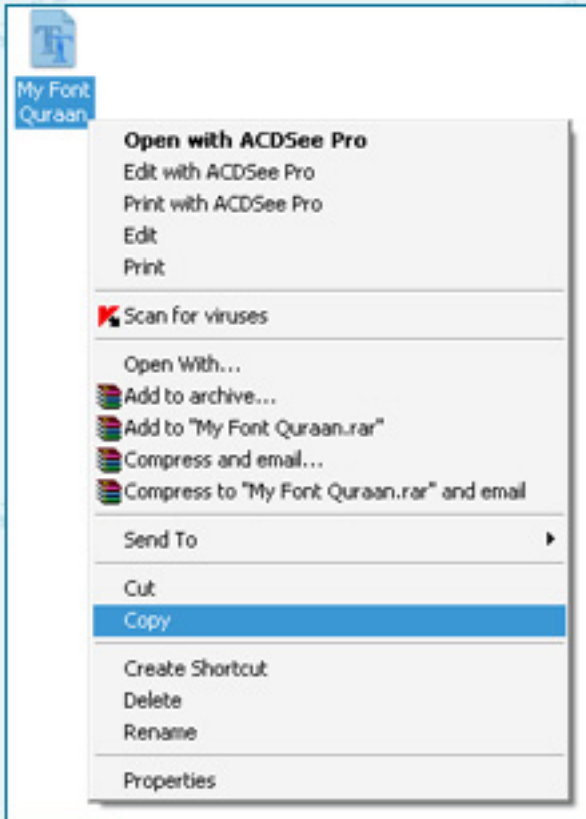 My Font
Quraan
Open with ACDSee Pro
Edit with ACDSee Pro
Print with ACDSee Pro
Edit
Print
Scan for viruses
Open With...
Add to archive...
Add to "My Font Quraan.rar"
Compress and email...
Compress to "My Font Quraan.rar" and email
Send To
Cut
Copy
Create Shortcut
Delete
Rename
Properties